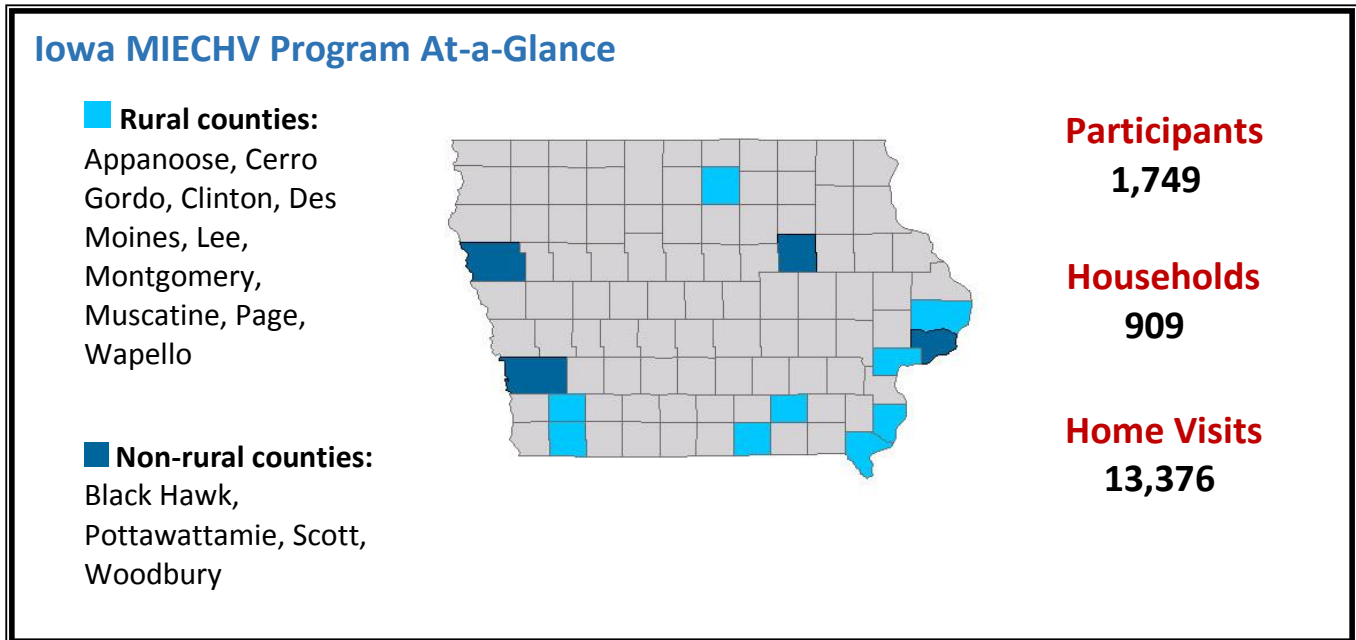 Iowa MIECHV Program At-a-Glance
Rural counties:
Appanoose, Cerro
Gordo, Clinton, Des
Moines, Lee,
Montgomery,
Muscatine, Page,
Wapello
Non-rural counties:
Black Hawk,
Pottawattamie, Scott,
Woodbury
Participants
1,749
Households
909
Home Visits
13,376